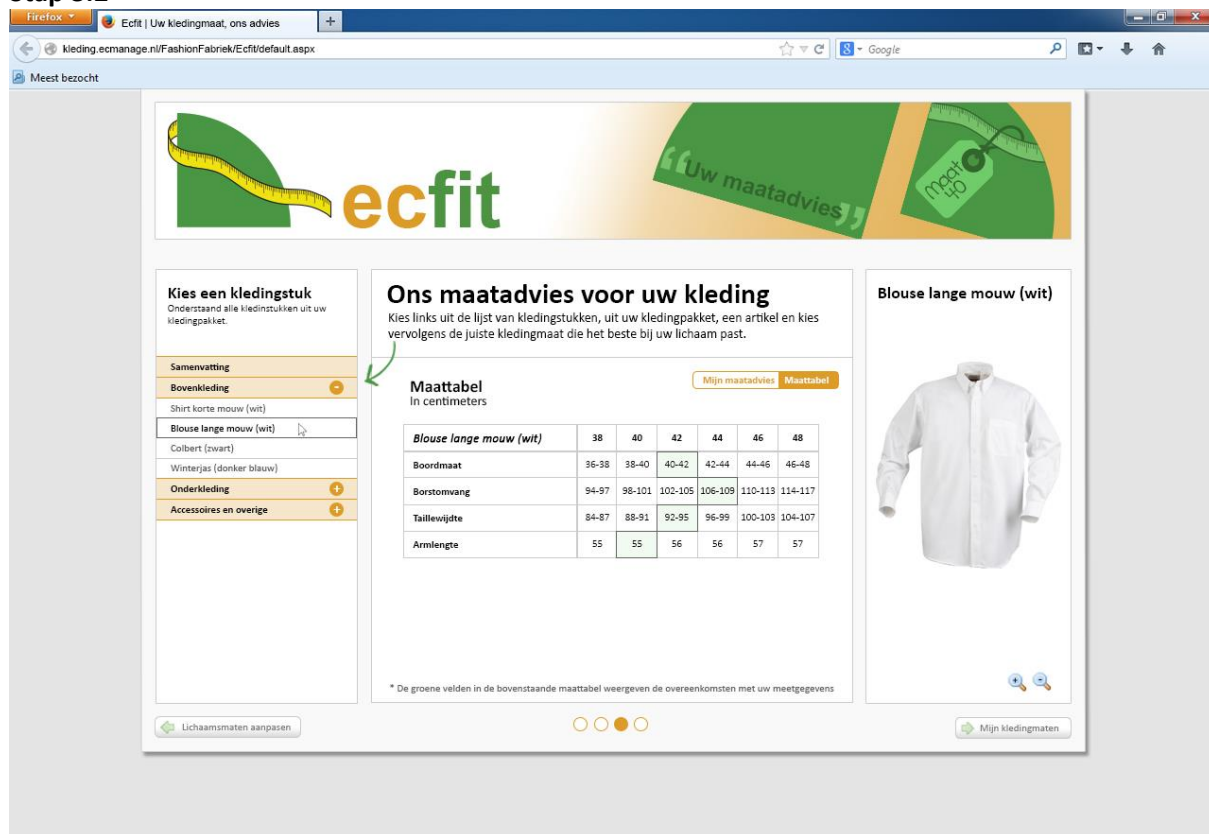 Firefox
Ecfit | Uw kledingmaat, ons advies
+
kleding.ecmanage.nl/FashionFabriek/Ecfit/default.aspx
Google
Meest bezocht
ecfit
“Uw maatadvies”
maat 40
Kies een kledingstuk
Onderstaand alle kledinstukken uit uw
kledingpakket.
Samenvatting
Bovenkleding
Shirt korte mouw (wit)
Blouse lange mouw (wit)
Colbert (zwart)
Winterjas (donker blauw)
Onderkleding
Accessoires en overige
Ons maatadvies voor uw kleding
Kies links uit de lijst van kledingstukken, uit uw kledingpakket, een artikel en kies
vervolgens de juiste kledingmaat die het beste bij uw lichaam past.
Maattabel
In centimeters
Mijn maatadvies Maattabel
Blouse lange mouw (wit) 38 40 42 44 46 48
Boordmaat 36-38 38-40 40-42 42-44 44-46 46-48
Borstomvang 94-97 98-101 102-105 106-109 110-113 114-117
Taillewijdte 84-87 88-91 92-95 96-99 100-103 104-107
Armlengte 55 55 56 56 57 57
* De groene velden in de bovenstaande maattabel weergeven de overeenkomsten met uw meetgegevens
Blouse lange mouw (wit)
Lichaamsmaten aanpasen
Mijn kledingmaten